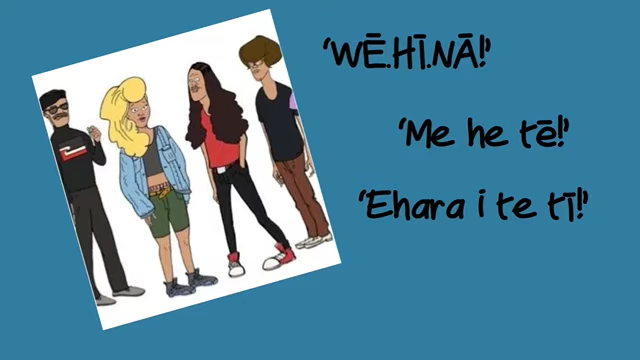 ‘WĒ.HĪ.NĀ!’
‘Me he tē!’
‘Ehara i te tī!’